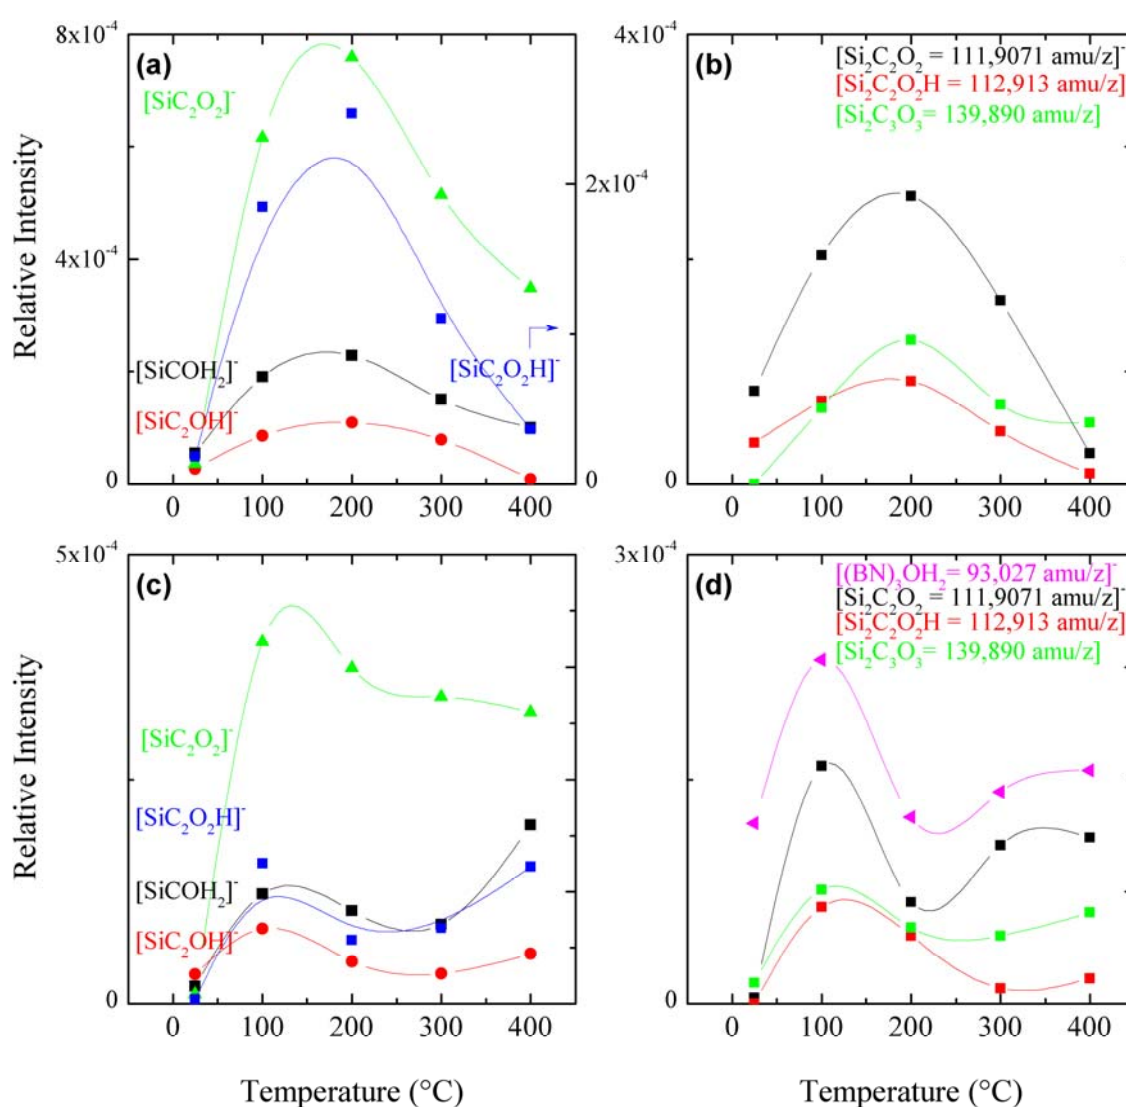 (a)
8x10⁻⁴
[SiC₂O₂]⁻
4x10⁻⁴
[SiCOH₂]⁻
[SiC₂OH]⁻
[SiC₂O₂H]⁻
0
2x10⁻⁴
0
0 100 200 300 400
Relative Intensity
(b)
4x10⁻⁴
[Si₂C₂O₂ = 111,9071 amu/z]⁻
[Si₂C₂O₂H = 112,913 amu/z]
[Si₂C₃O₃= 139,890 amu/z]
0 100 200 300 400
(c)
5x10⁻⁴
[SiC₂O₂]⁻
[SiC₂O₂H]⁻
[SiCOH₂]⁻
[SiC₂OH]⁻
0
0 100 200 300 400
Relative Intensity
Temperature (°C)
(d)
3x10⁻⁴
[(BN)₃OH₂= 93,027 amu/z]⁻
[Si₂C₂O₂ = 111,9071 amu/z]⁻
[Si₂C₂O₂H = 112,913 amu/z]
[Si₂C₃O₃= 139,890 amu/z]
0
0 100 200 300 400
Temperature (°C)